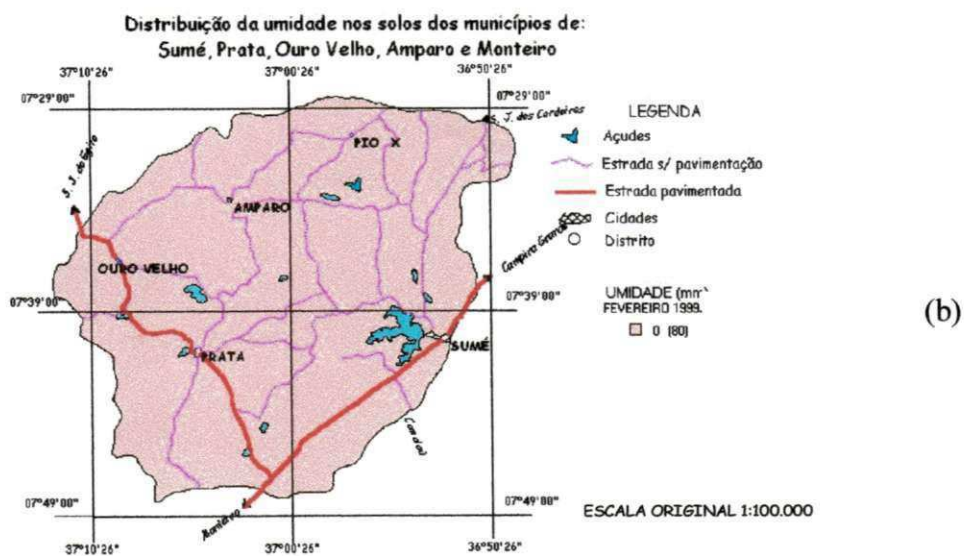 Distribuição da umidade nos solos dos municípios de:
Sumé, Prata, Ouro Velho, Amparo e Monteiro
37°10'26" 37°00'26" 36°50'26"
07°29'00" 07°29'00"
S. J. dos Cordeiros
LEGENDA
Açudes
PIO X
Estrada s/ pavimentação
S. J. do Egito
Estrada pavimentada
AMPARO
Cidades
Distrito
Campina Grande
OURO VELHO
07°39'00" 07°39'00"
UMIDADE (mm)
FEVEREIRO 1999.
0 (80)
(b)
SUMÉ
PRATA
07°49'00" 07°49'00"
Monteiro
ESCALA ORIGINAL 1:100.000
37°10'26" 37°00'26" 36°50'26"